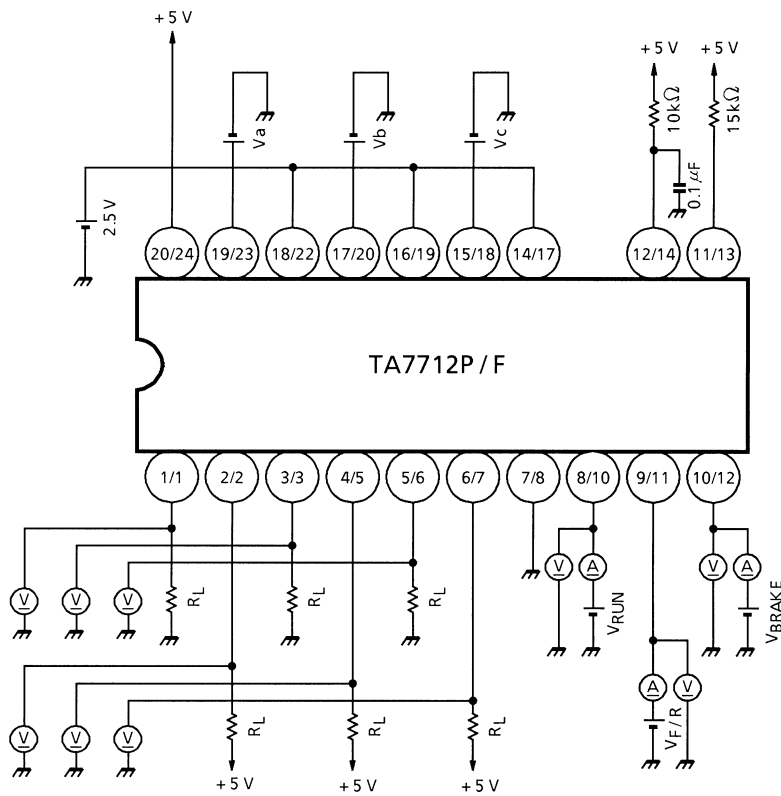 +5 V
+5 V +5 V
Va Vb Vc
10kΩ 15kΩ
0.1 μF
2.5 V
20/24 19/23 18/22 17/20 16/19 15/18 14/17 12/14 11/13
TA7712P / F
1/1 2/2 3/3 4/5 5/6 6/7 7/8 8/10 9/11 10/12
V A V A
V V V RL RL RL
VRUN VBRAKE
A V
V V V RL RL RL
VF/R
+5 V +5 V +5 V